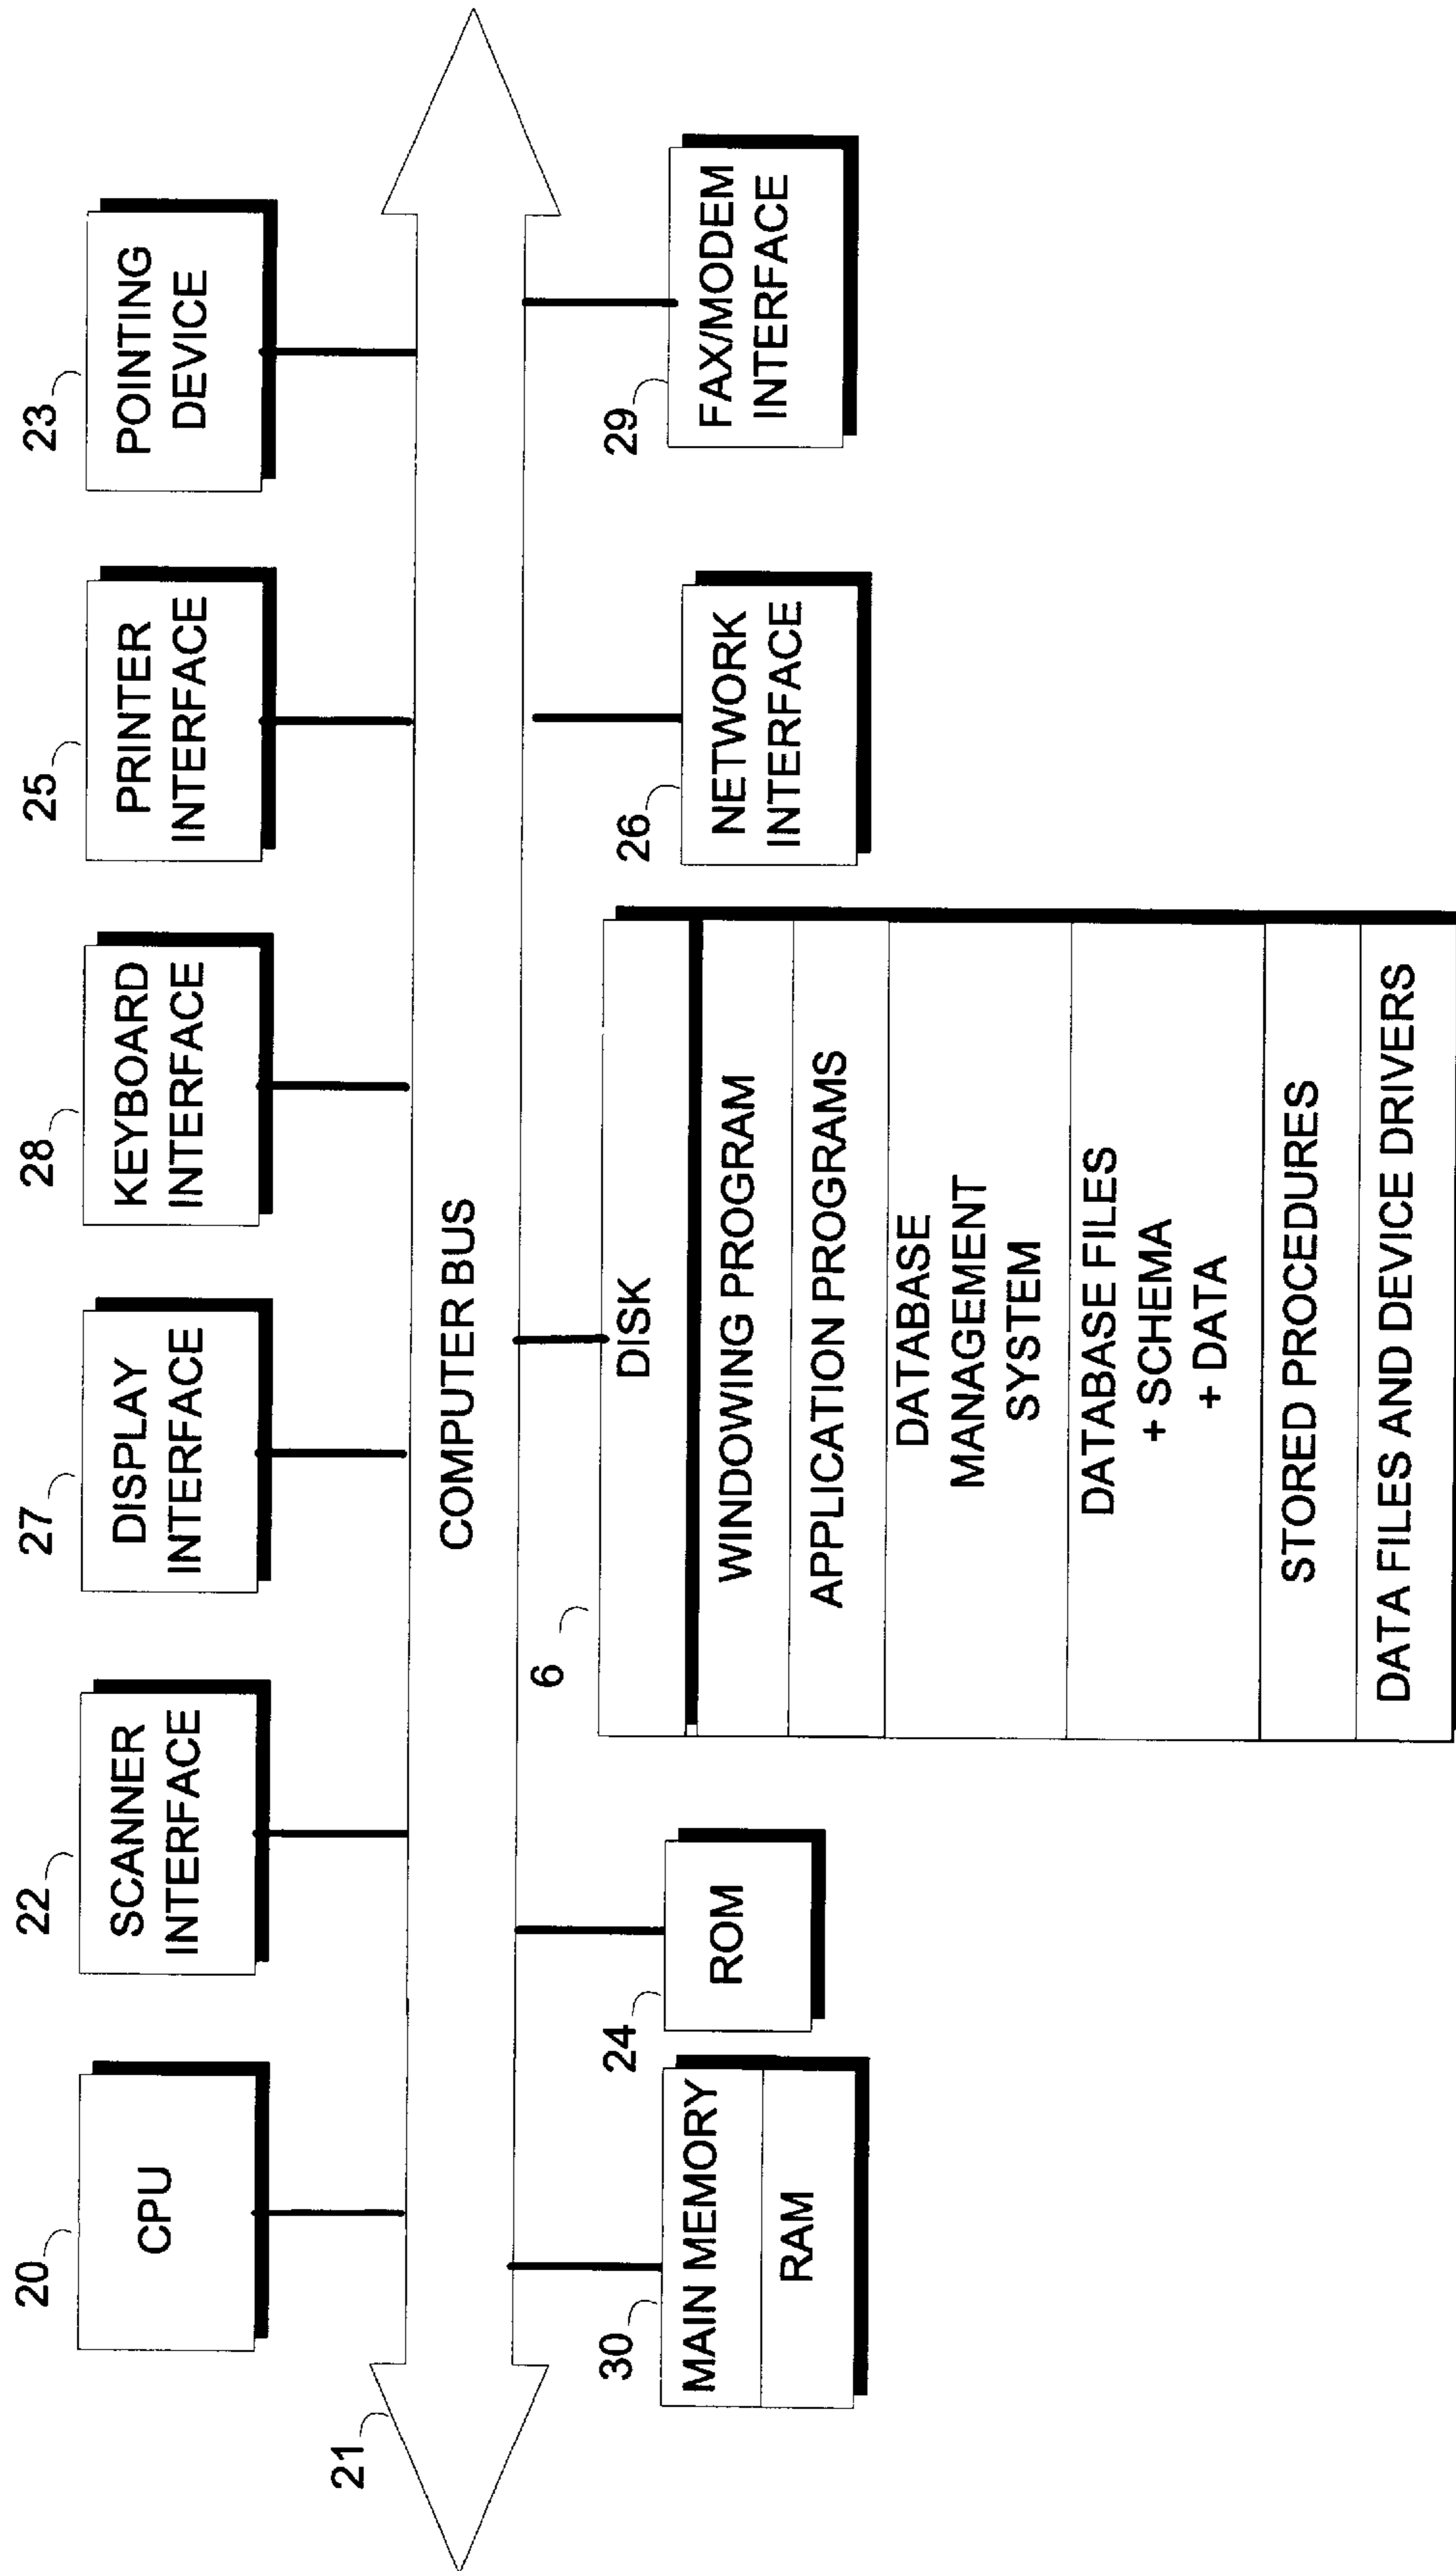 20
CPU
22
SCANNER
INTERFACE
27
DISPLAY
INTERFACE
28
KEYBOARD
INTERFACE
25
PRINTER
INTERFACE
23
POINTING
DEVICE
21
COMPUTER BUS
30
MAIN MEMORY
RAM
24
ROM
6
DISK
WINDOWING PROGRAM
APPLICATION PROGRAMS
DATABASE
MANAGEMENT
SYSTEM
DATABASE FILES
+ SCHEMA
+ DATA
STORED PROCEDURES
DATA FILES AND DEVICE DRIVERS
26
NETWORK
INTERFACE
29
FAX/MODEM
INTERFACE